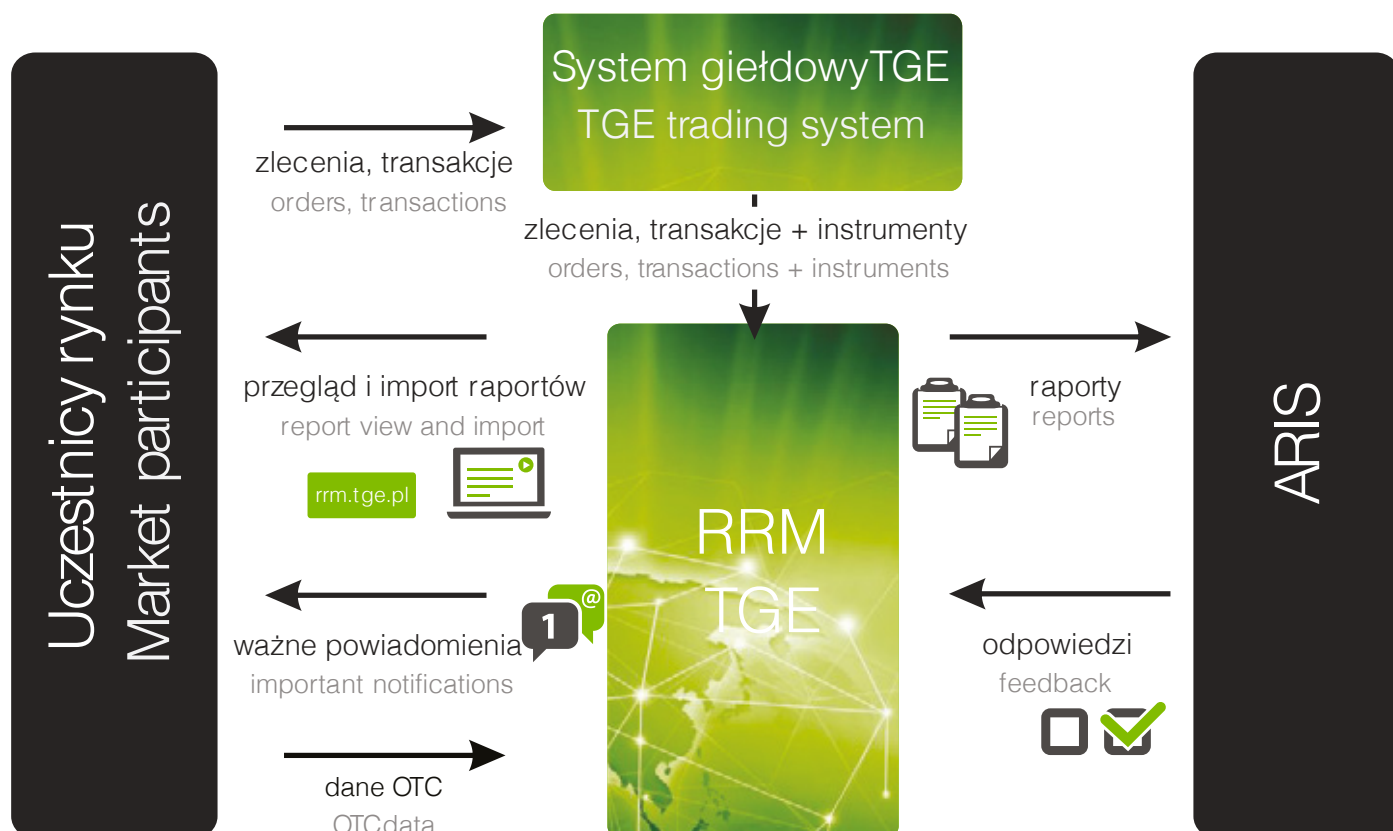 Uczestnicy rynku
Market participants
System giełdowyTGE
TGE trading system
zlecenia, transakcje
orders, transactions
zlecenia, transakcje + instrumenty
orders, transactions + instruments
przegląd i import raportów
report view and import
rrm.tge.pl
raporty
reports
RRM
TGE
ARIS
@
1
ważne powiadomienia
important notifications
odpowiedzi
feedback
dane OTC
OTCdata